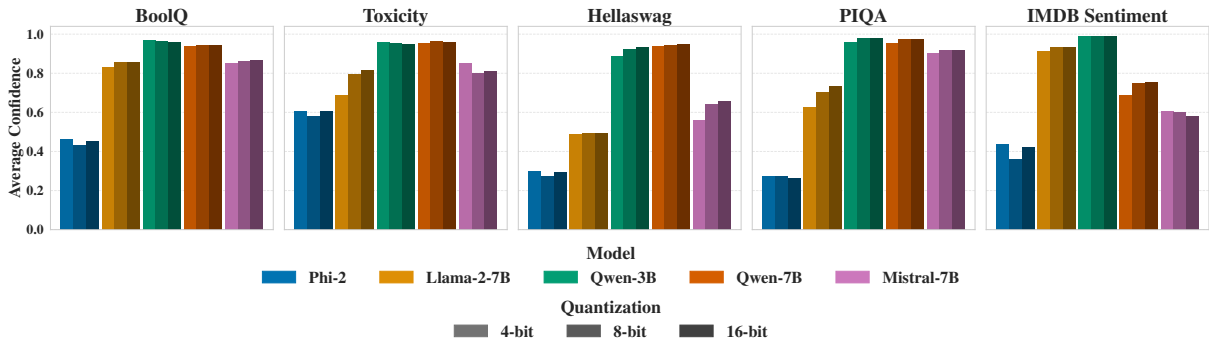 BoolQ Toxicity Hellaswag PIQA IMDB Sentiment
Average Confidence
1.0
0.8
0.6
0.4
0.2
0.0
Model
Phi-2 Llama-2-7B Qwen-3B Qwen-7B Mistral-7B
Quantization
4-bit 8-bit 16-bit